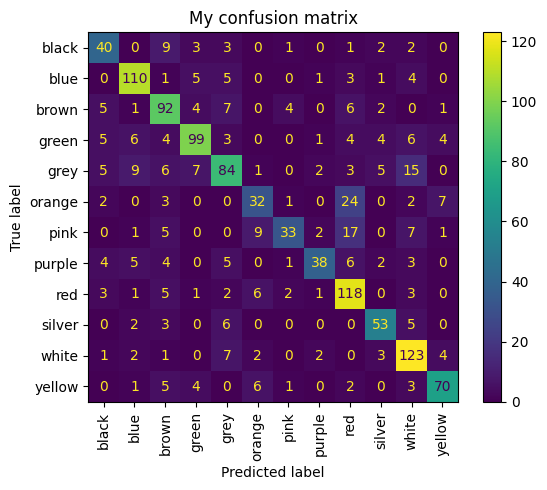 My confusion matrix
black 40 0 9 3 3 0 1 0 1 2 2 0
blue 0 110 1 5 5 0 0 1 3 1 4 0
brown 5 1 92 4 7 0 4 0 6 2 0 1
green 5 6 4 99 3 0 0 1 4 4 6 4
grey 5 9 6 7 84 1 0 2 3 5 15 0
orange 2 0 3 0 0 32 1 0 24 0 2 7
pink 0 1 5 0 0 9 33 2 17 0 7 1
purple 4 5 4 0 5 0 1 38 6 2 3 0
red 3 1 5 1 2 6 2 1 118 0 3 0
silver 0 2 3 0 6 0 0 0 0 53 5 0
white 1 2 1 0 7 2 0 2 0 3 123 4
yellow 0 1 5 4 0 6 1 0 2 0 3 70
black blue brown green grey orange pink purple red silver white yellow
Predicted label
True label
120
100
80
60
40
20
0